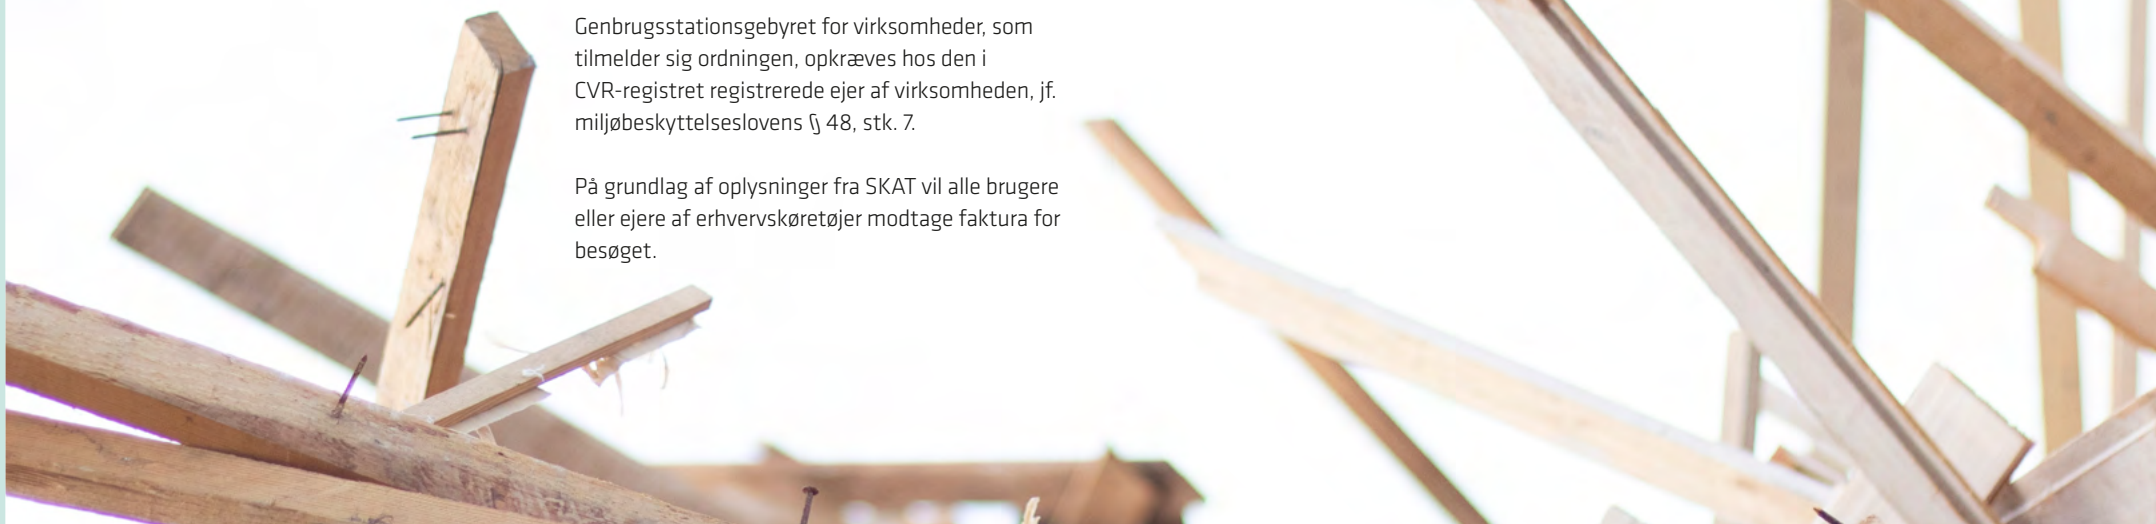 Genbrugsstationsgebyret for virksomheder, som
tilmelder sig ordningen, opkræves hos den i
CVR-registret registrerede ejer af virksomheden, jf.
miljøbeskyttelseslovens § 48, stk. 7.
På grundlag af oplysninger fra SKAT vil alle brugere
eller ejere af erhvervskøretøjer modtage faktura for
besøget.